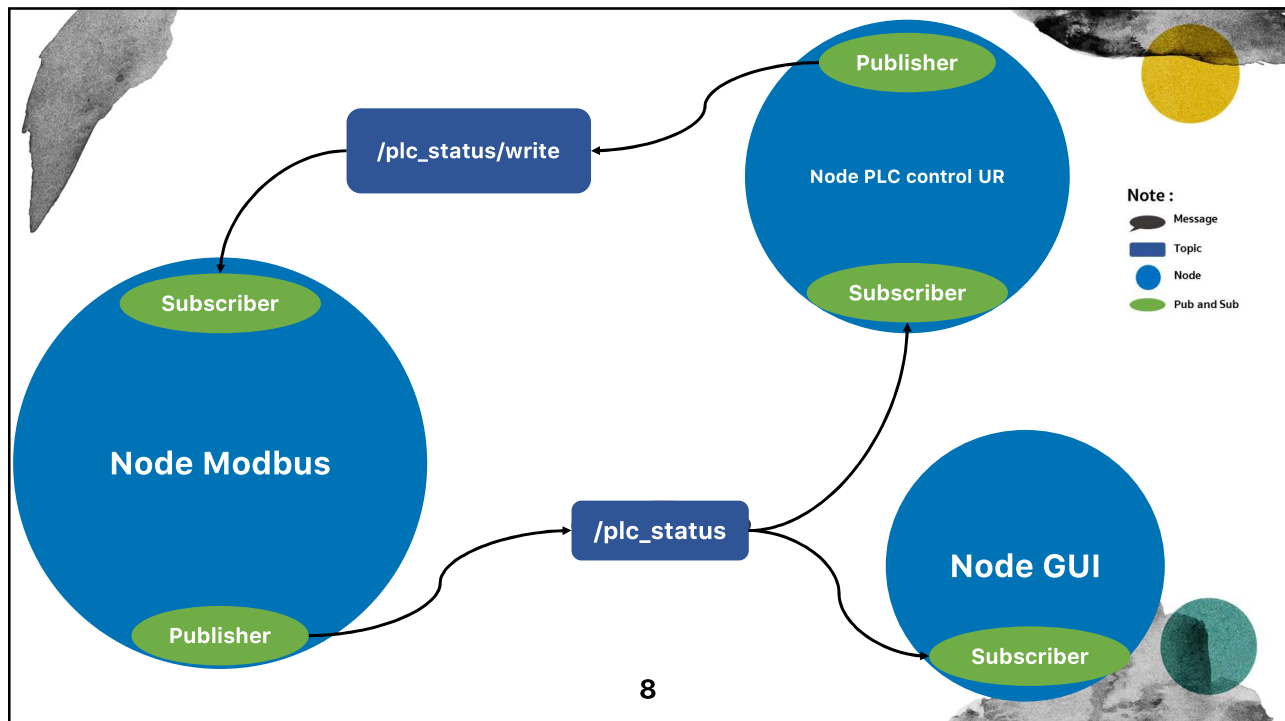 Publisher
/plc_status/write
Node PLC control UR
Note :
Message
Topic
Node
Pub and Sub
Subscriber
Subscriber
Node Modbus
/plc_status
Node GUI
Publisher
Subscriber
8